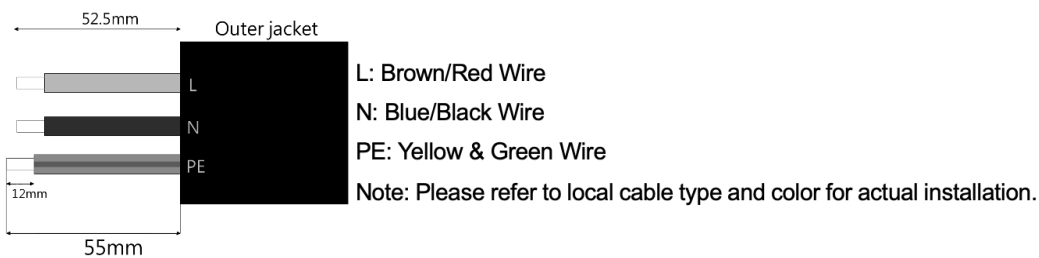 52.5mm
Outer jacket
L
L: Brown/Red Wire
N
N: Blue/Black Wire
PE
PE: Yellow & Green Wire
12mm
Note: Please refer to local cable type and color for actual installation.
55mm